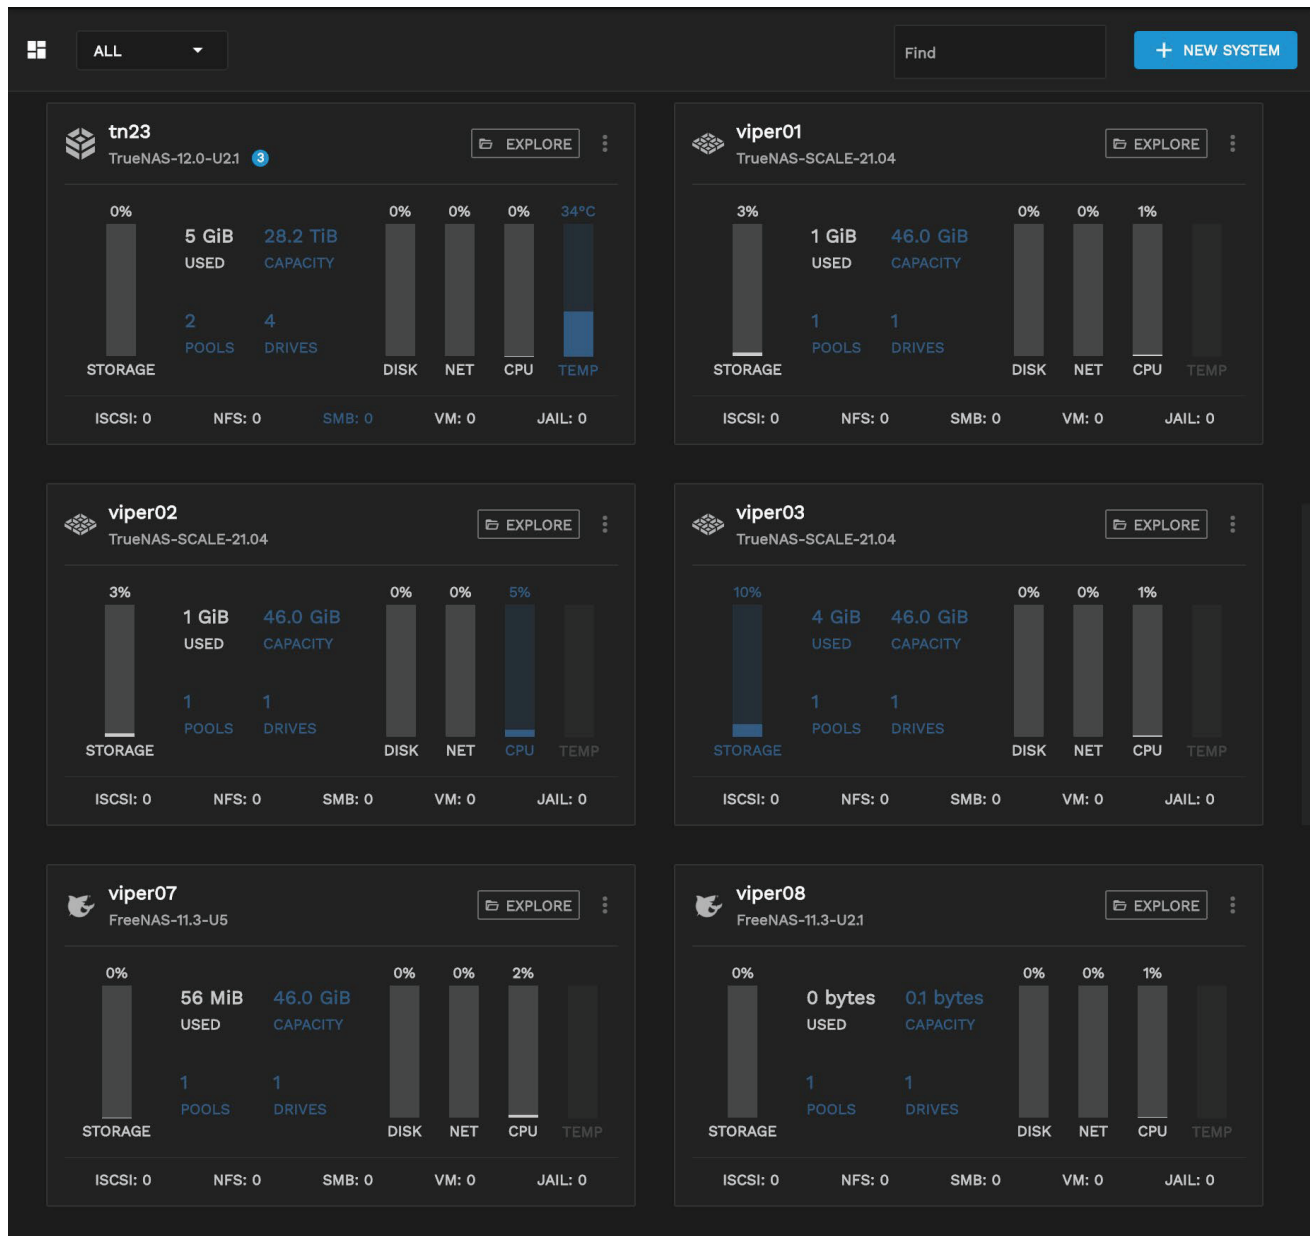 ALL
Find
+ NEW SYSTEM
tn23
TrueNAS-12.0-U2.1 3
EXPLORE
0%
5 GiB
USED
28.2 TiB
CAPACITY
2
POOLS
4
DRIVES
STORAGE
0%
DISK
0%
NET
0%
CPU
34°C
TEMP
ISCSI: 0 NFS: 0 SMB: 0 VM: 0 JAIL: 0
viper01
TrueNAS-SCALE-21.04
EXPLORE
3%
1 GiB
USED
46.0 GiB
CAPACITY
1
POOLS
1
DRIVES
STORAGE
0%
DISK
0%
NET
1%
CPU
TEMP
ISCSI: 0 NFS: 0 SMB: 0 VM: 0 JAIL: 0
viper02
TrueNAS-SCALE-21.04
EXPLORE
3%
1 GiB
USED
46.0 GiB
CAPACITY
1
POOLS
1
DRIVES
STORAGE
0%
DISK
0%
NET
5%
CPU
TEMP
ISCSI: 0 NFS: 0 SMB: 0 VM: 0 JAIL: 0
viper03
TrueNAS-SCALE-21.04
EXPLORE
10%
4 GiB
USED
46.0 GiB
CAPACITY
1
POOLS
1
DRIVES
STORAGE
0%
DISK
0%
NET
1%
CPU
TEMP
ISCSI: 0 NFS: 0 SMB: 0 VM: 0 JAIL: 0
viper07
FreeNAS-11.3-U5
EXPLORE
0%
56 MiB
USED
46.0 GiB
CAPACITY
1
POOLS
1
DRIVES
STORAGE
0%
DISK
0%
NET
2%
CPU
TEMP
ISCSI: 0 NFS: 0 SMB: 0 VM: 0 JAIL: 0
viper08
FreeNAS-11.3-U2.1
EXPLORE
0%
0 bytes
USED
0.1 bytes
CAPACITY
1
POOLS
1
DRIVES
STORAGE
0%
DISK
0%
NET
1%
CPU
TEMP
ISCSI: 0 NFS: 0 SMB: 0 VM: 0 JAIL: 0